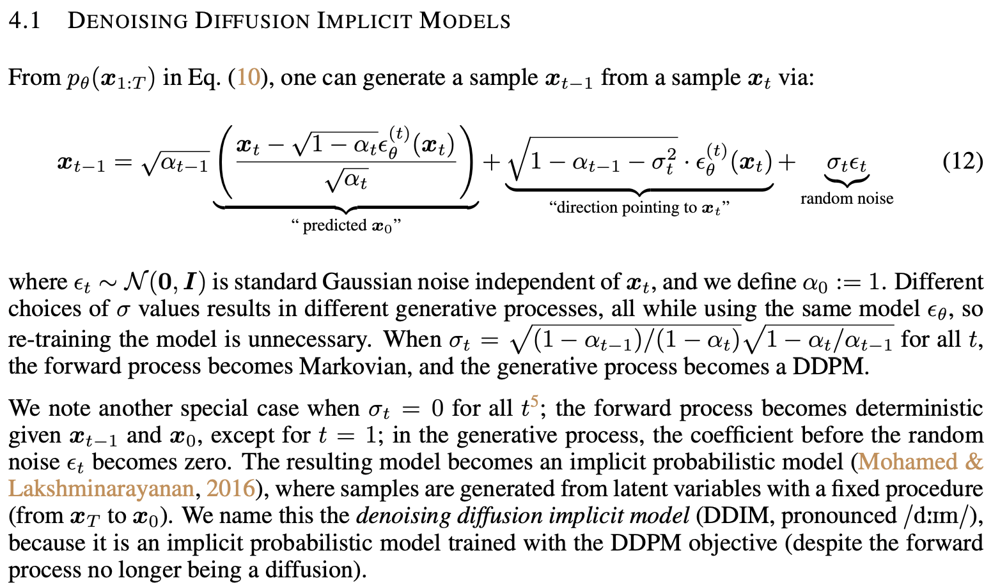 4.1 DENOISING DIFFUSION IMPLICIT MODELS
From $p_\theta(\boldsymbol{x}_{1:T})$ in Eq. (10), one can generate a sample $\boldsymbol{x}_{t-1}$ from a sample $\boldsymbol{x}_t$ via:
$$\boldsymbol{x}_{t-1} = \sqrt{\alpha_{t-1}} \underbrace{\left( \frac{\boldsymbol{x}_t - \sqrt{1 - \alpha_t} \epsilon_\theta^{(t)}(\boldsymbol{x}_t)}{\sqrt{\alpha_t}} \right)}_{\text{“ predicted } \boldsymbol{x}_0 \text{”}} + \underbrace{\sqrt{1 - \alpha_{t-1} - \sigma_t^2} \cdot \epsilon_\theta^{(t)}(\boldsymbol{x}_t)}_{\text{“direction pointing to } \boldsymbol{x}_t \text{”}} + \underbrace{\sigma_t \epsilon_t}_{\text{random noise}} \quad (12)$$
where $\epsilon_t \sim \mathcal{N}(\boldsymbol{0}, \boldsymbol{I})$ is standard Gaussian noise independent of $\boldsymbol{x}_t$, and we define $\alpha_0 := 1$. Different
choices of $\sigma$ values results in different generative processes, all while using the same model $\epsilon_\theta$, so
re-training the model is unnecessary. When $\sigma_t = \sqrt{(1 - \alpha_{t-1})/(1 - \alpha_t)}\sqrt{1 - \alpha_t/\alpha_{t-1}}$ for all $t$,
the forward process becomes Markovian, and the generative process becomes a DDPM.
We note another special case when $\sigma_t = 0$ for all $t^5$; the forward process becomes deterministic
given $\boldsymbol{x}_{t-1}$ and $\boldsymbol{x}_0$, except for $t = 1$; in the generative process, the coefficient before the random
noise $\epsilon_t$ becomes zero. The resulting model becomes an implicit probabilistic model (Mohamed &
Lakshminarayanan, 2016), where samples are generated from latent variables with a fixed procedure
(from $\boldsymbol{x}_T$ to $\boldsymbol{x}_0$). We name this the denoising diffusion implicit model (DDIM, pronounced /d:ɪm/),
because it is an implicit probabilistic model trained with the DDPM objective (despite the forward
process no longer being a diffusion).